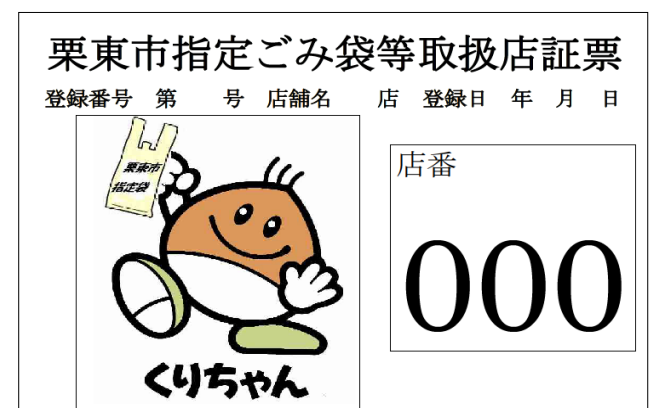 栗東市指定ごみ袋等取扱店証票
登録番号　第　　号　店舗名　　店　登録日　年　月　日
栗東市
指定袋
店番
000
くりちゃん